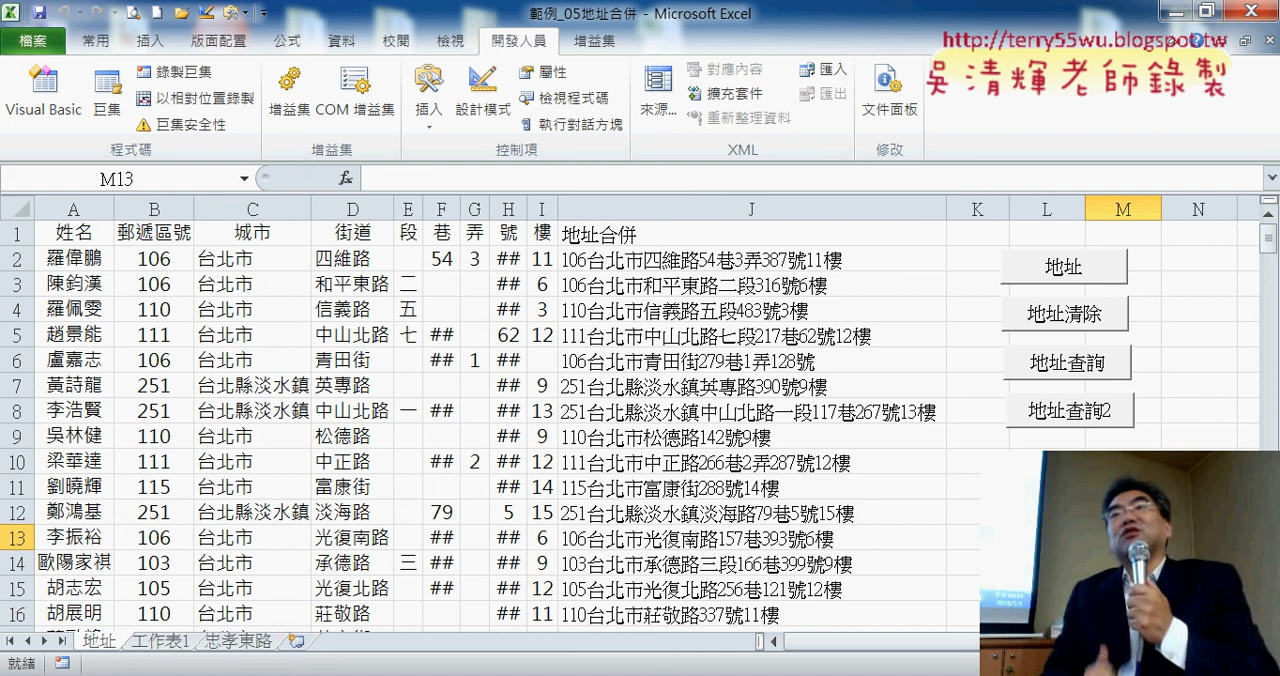 範例_05地址合併 - Microsoft Excel
檔案 常用 插入 版面配置 公式 資料 校閱 檢視 開發人員 增益集
http://terry55wu.blogspot.tw
吳清輝老師錄製
Visual Basic 巨集 錄製巨集 以相對位置錄製 巨集安全性
增益集 COM 增益集
插入 設計模式 屬性 檢視程式碼 執行對話方塊
來源... 對應內容 擴充套件 重新整理資料 匯入 匯出
文件面板
程式碼 增益集 控制項 XML 修改
M13 fx
A B C D E F G H I J K L M N
1 姓名 郵遞區號 城市 街道 段 巷 弄 號 樓 地址合併
2 羅偉鵬 106 台北市 四維路 54 3 ## 11 106台北市四維路54巷3弄387號11樓
3 陳鈞漢 106 台北市 和平東路 二 ## 6 106台北市和平東路二段316號6樓
4 羅佩雯 110 台北市 信義路 五 ## 3 110台北市信義路五段483號3樓
5 趙景能 111 台北市 中山北路 七 ## 62 12 111台北市中山北路七段217巷62號12樓
6 盧嘉志 106 台北市 青田街 ## 1 ## 106台北市青田街279巷1弄128號
7 黃詩龍 251 台北縣淡水鎮 英專路 ## 9 251台北縣淡水鎮英專路390號9樓
8 李浩賢 251 台北縣淡水鎮 中山北路 一 ## ## 13 251台北縣淡水鎮中山北路一段117巷267號13樓
9 吳林健 110 台北市 松德路 ## 9 110台北市松德路142號9樓
10 梁華達 111 台北市 中正路 ## 2 ## 12 111台北市中正路266巷2弄287號12樓
11 劉曉輝 115 台北市 富康街 ## 14 115台北市富康街288號14樓
12 鄭鴻基 251 台北縣淡水鎮 淡海路 79 5 15 251台北縣淡水鎮淡海路79巷5號15樓
13 李振裕 106 台北市 光復南路 ## ## 6 106台北市光復南路157巷393號6樓
14 歐陽家祺 103 台北市 承德路 三 ## ## 9 103台北市承德路三段166巷399號9樓
15 胡志宏 105 台北市 光復北路 ## ## 12 105台北市光復北路256巷121號12樓
16 胡展明 110 台北市 莊敬路 ## 11 110台北市莊敬路337號11樓
地址
地址清除
地址查詢
地址查詢2
地址 工作表1 忠孝東路
就緒